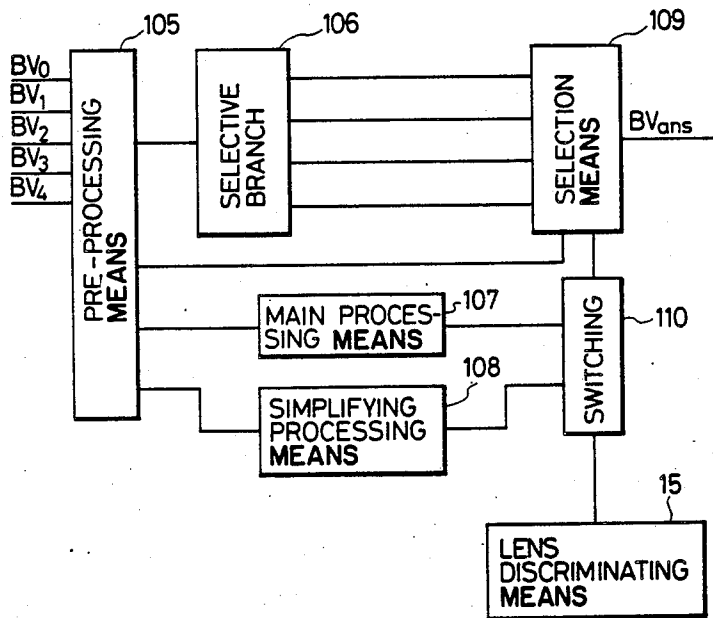 105
106
109
BV0
BV1
BV2
BV3
BV4
PRE-PROCESSING
MEANS
SELECTIVE
BRANCH
SELECTION
MEANS
BVans
MAIN PROCES-
SING MEANS
107
SWITCHING
110
SIMPLIFYING
PROCESSING
MEANS
108
15
LENS
DISCRIMINATING
MEANS